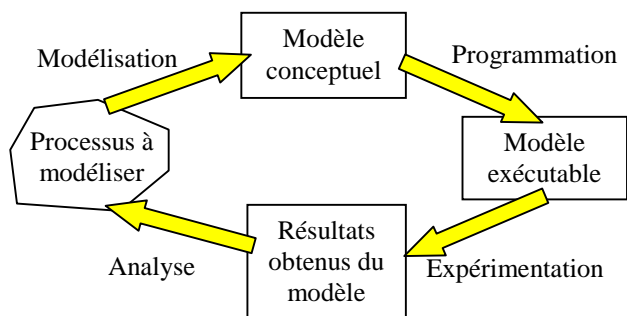 Modélisation
Modèle
conceptuel
Programmation
Processus à
modéliser
Modèle
exécutable
Analyse
Résultats
obtenus du
modèle
Expérimentation